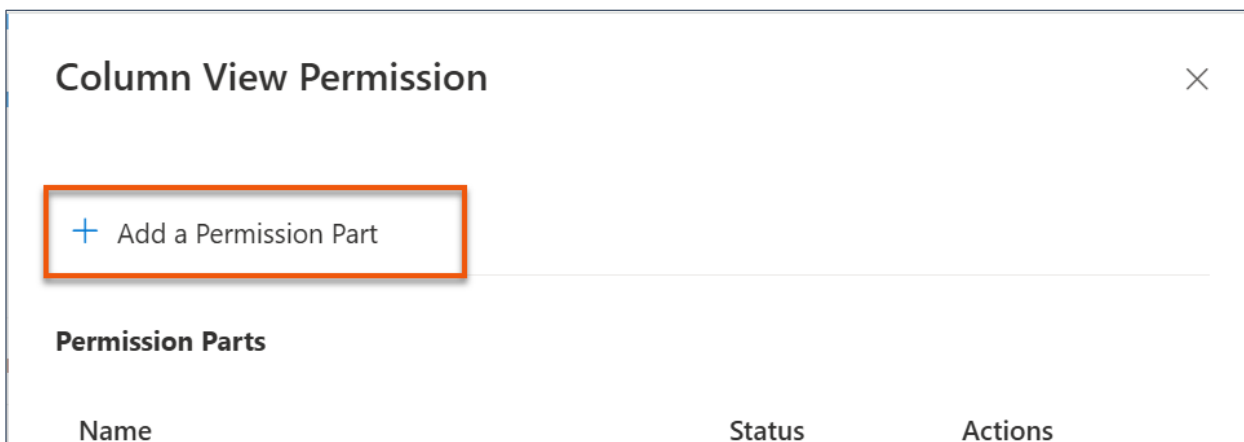 Column View Permission
Add a Permission Part
Permission Parts
Name Status Actions